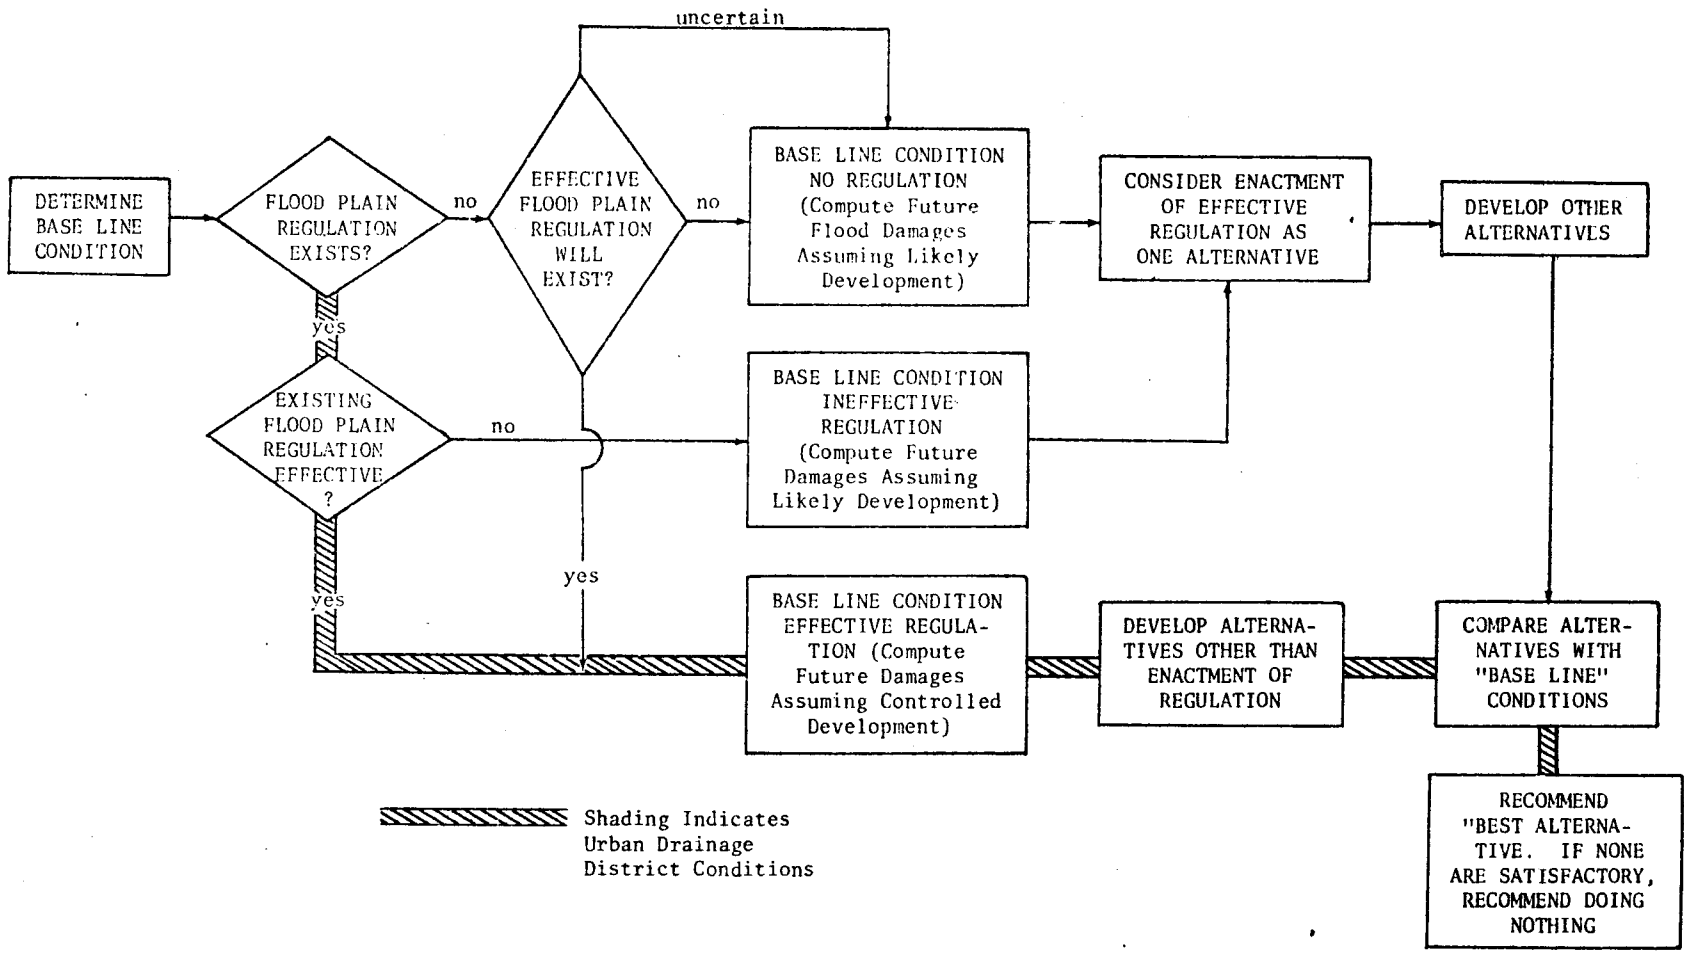 uncertain
DETERMINE
BASE LINE
CONDITION
FLOOD PLAIN
REGULATION
EXISTS?
no
EFFECTIVE
FLOOD PLAIN
REGULATION
WILL
EXIST?
no
BASE LINE CONDITION
NO REGULATION
(Compute Future
Flood Damages
Assuming Likely
Development)
CONSIDER ENACTMENT
OF EFFECTIVE
REGULATION AS
ONE ALTERNATIVE
DEVELOP OTHER
ALTERNATIVES
yes
EXISTING
FLOOD PLAIN
REGULATION
EFFECTIVE
?
no
BASE LINE CONDITION
INEFFECTIVE
REGULATION
(Compute Future
Damages Assuming
Likely Development)
yes
yes
BASE LINE CONDITION
EFFECTIVE REGULA-
TION (Compute
Future Damages
Assuming Controlled
Development)
DEVELOP ALTERNA-
TIVES OTHER THAN
ENACTMENT OF
REGULATION
COMPARE ALTER-
NATIVES WITH
"BASE LINE"
CONDITIONS
RECOMMEND
"BEST ALTERNA-
TIVE. IF NONE
ARE SATISFACTORY,
RECOMMEND DOING
NOTHING
Shading Indicates
Urban Drainage
District Conditions